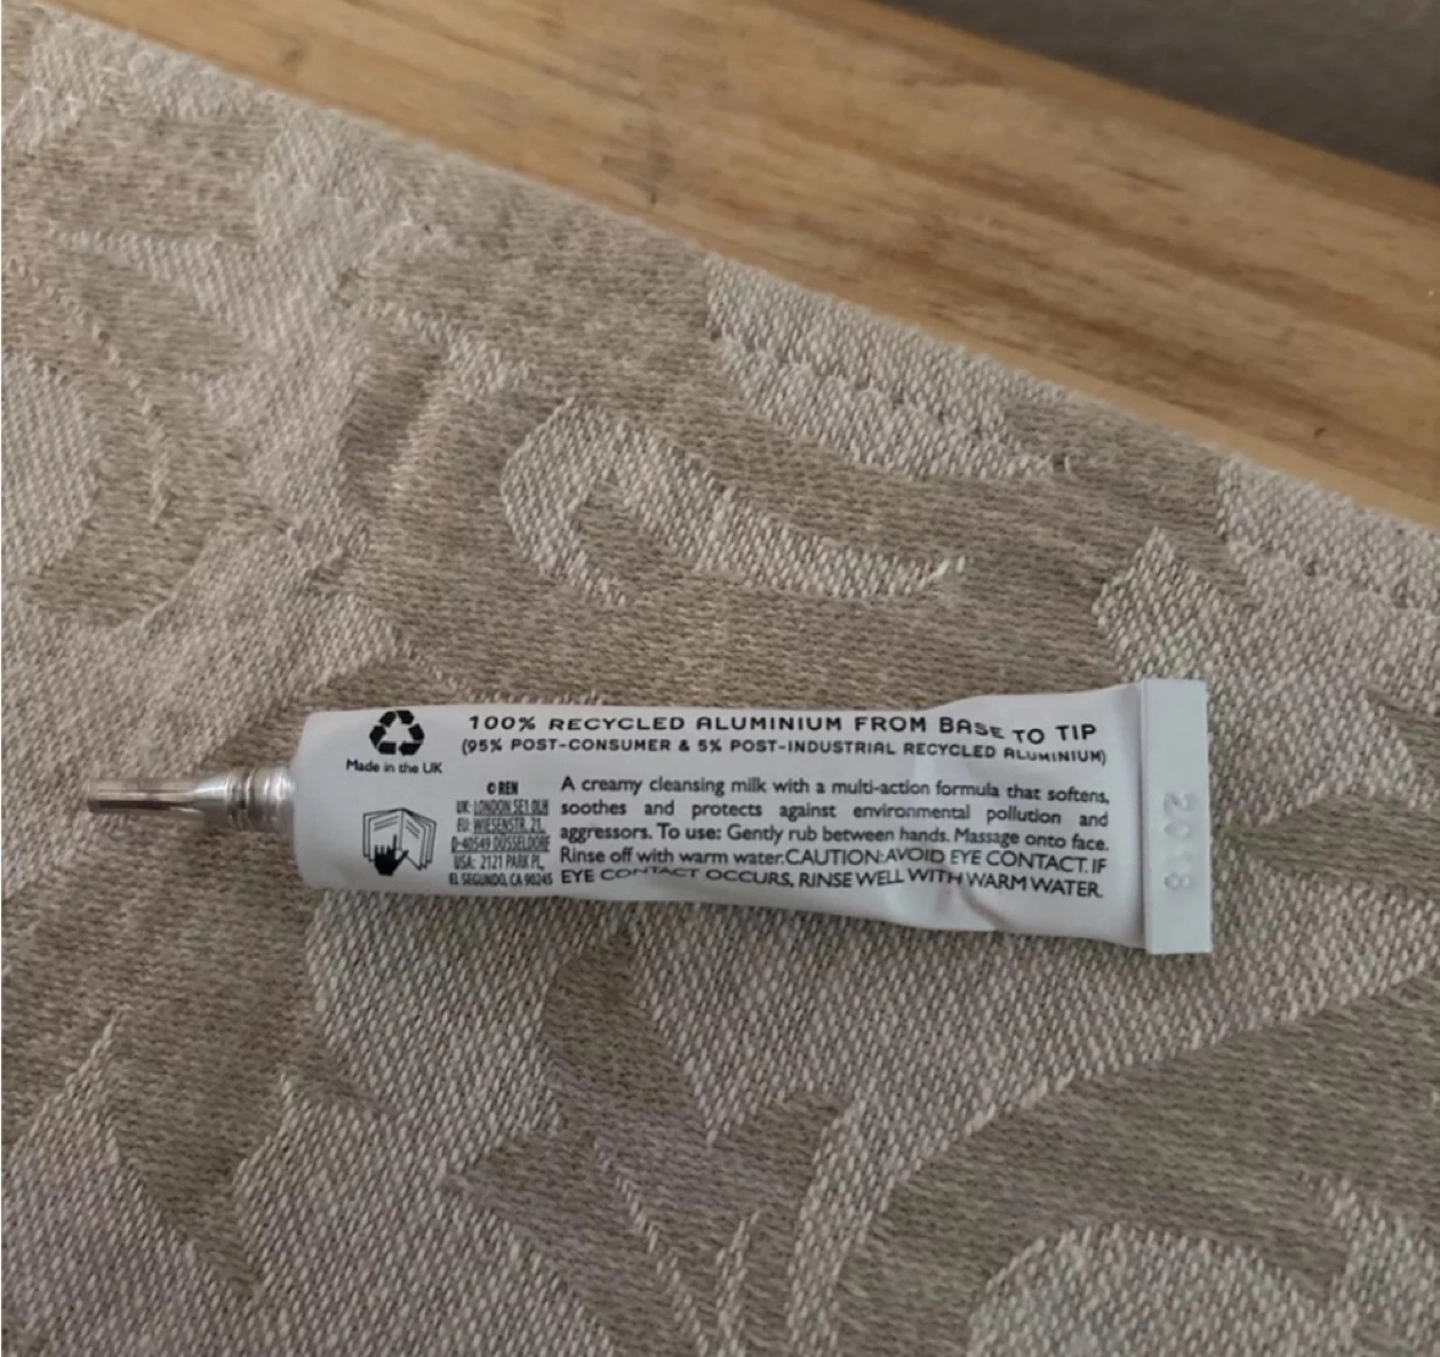 100% RECYCLED ALUMINIUM FROM BASE TO TIP
(95% POST-CONSUMER & 5% POST-INDUSTRIAL RECYCLED ALUMINIUM)
Made in the UK
© REN
UK: LONDON SE1 0LH
EU: WIESENSTR. 21,
D-40549 DÜSSELDORF
USA: 2121 PARK PL,
EL SEGUNDO, CA 90245
A creamy cleansing milk with a multi-action formula that softens,
soothes and protects against environmental pollution and
aggressors. To use: Gently rub between hands. Massage onto face.
Rinse off with warm water. CAUTION: AVOID EYE CONTACT. IF
EYE CONTACT OCCURS, RINSE WELL WITH WARM WATER.